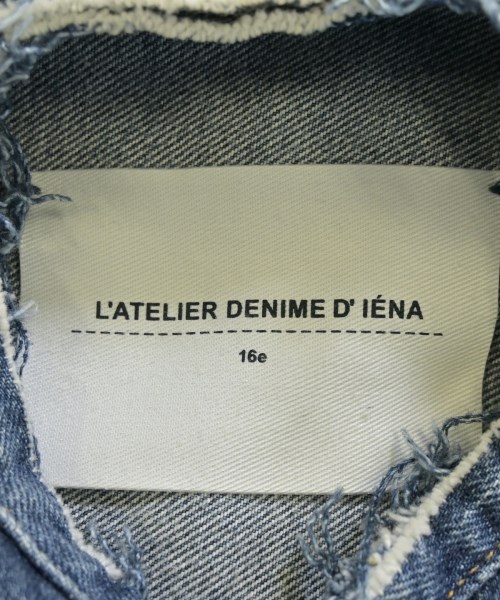 L'ATELIER DENIME D' IÉNA
16e